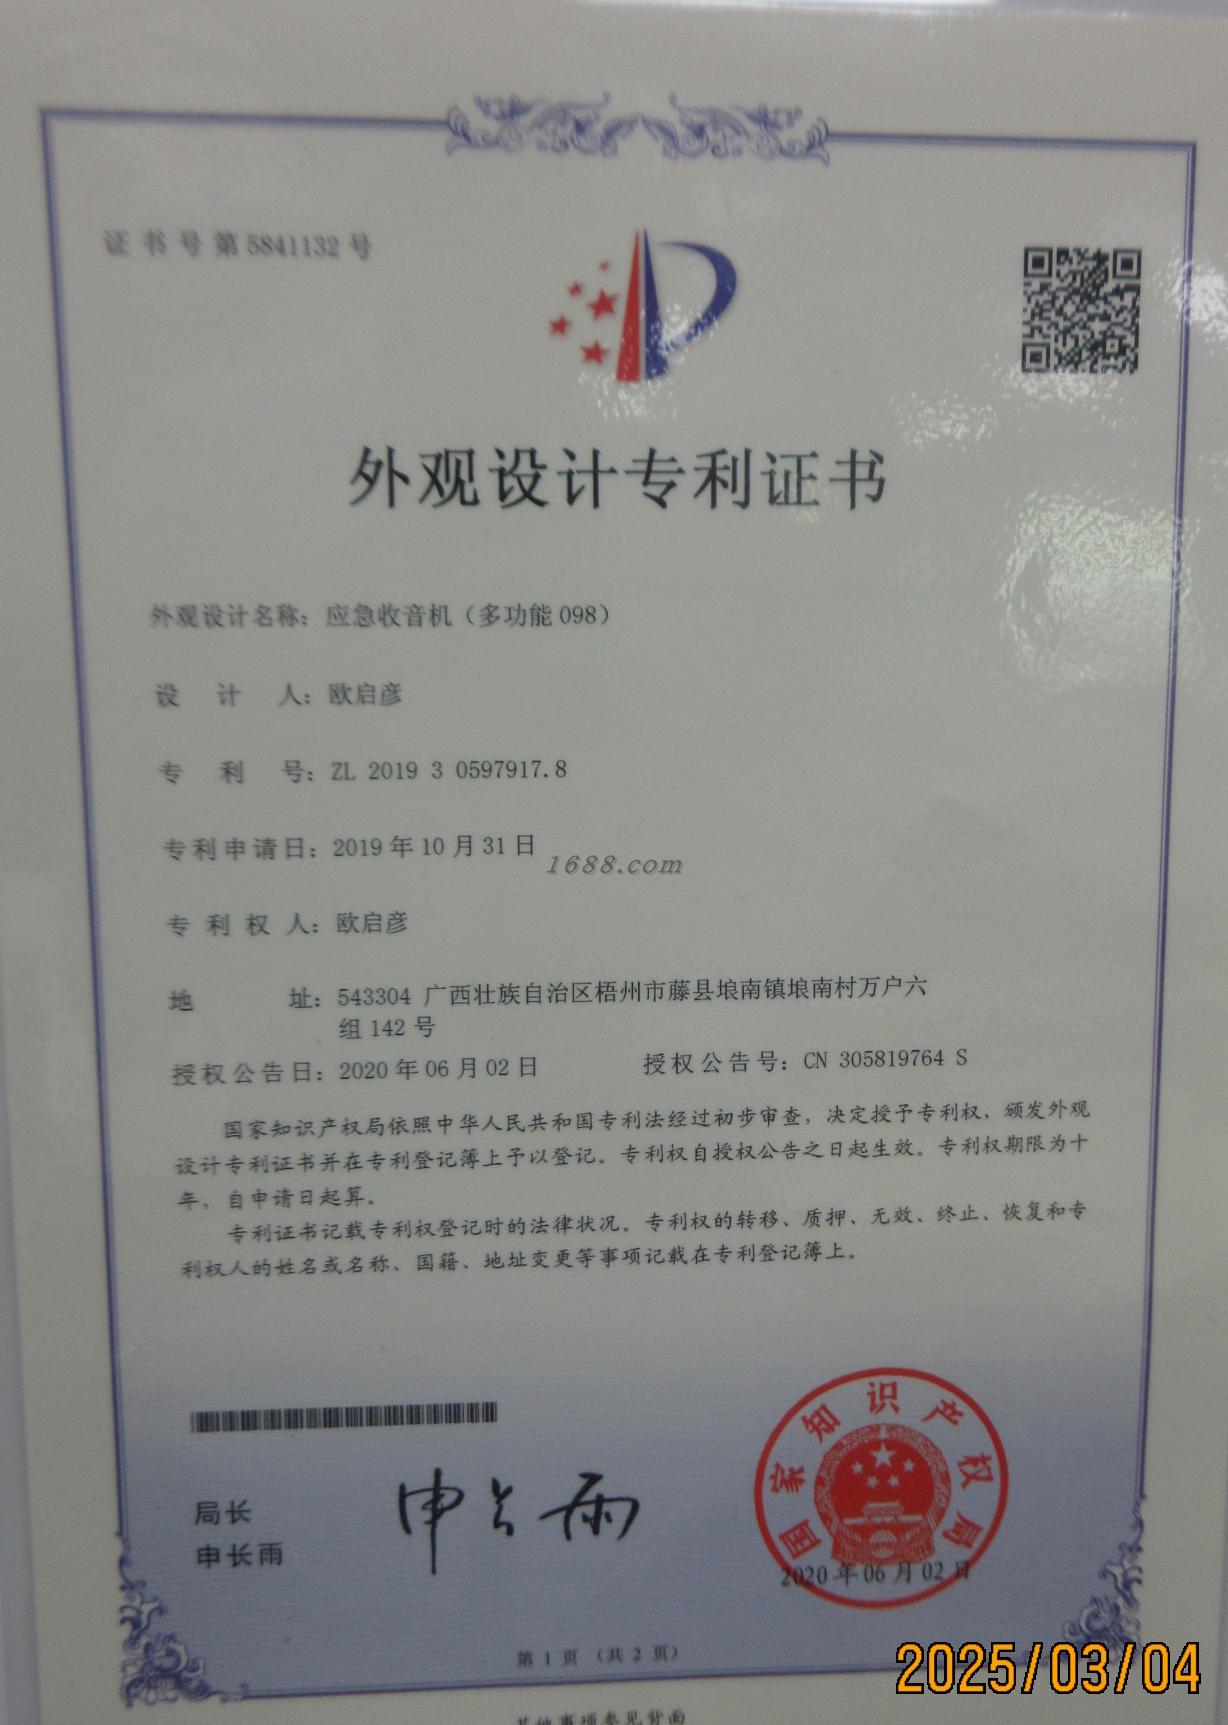 证书号第5841132号
外观设计专利证书
外观设计名称：应急收音机（多功能098）
设计人：欧启彦
专利号：ZL 2019 3 0597917.8
专利申请日：2019年10月31日
1688.com
专利权人：欧启彦
地址：543304 广西壮族自治区梧州市藤县埌南镇埌南村万户六
组142号
授权公告日：2020年06月02日 授权公告号：CN 305819764 S
国家知识产权局依照中华人民共和国专利法经过初步审查，决定授予专利权，颁发外观
设计专利证书并在专利登记簿上予以登记。专利权自授权公告之日起生效。专利权期限为十
年，自申请日起算。
专利证书记载专利权登记时的法律状况。专利权的转移、质押、无效、终止、恢复和专
利权人的姓名或名称、国籍、地址变更等事项记载在专利登记簿上。
局长
申长雨
申长雨
国家知识产权局
2020年06月02日
第1页（共2页）
2025/03/04
其他事项参见背面